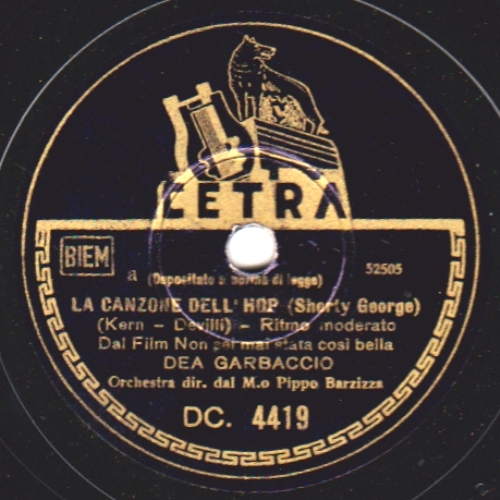 CETRA
BIEM
a
(Depositato a norma di legge)
52505
LA CANZONE DELL' HOP (Shorty George)
(Kern - Devilli) - Ritmo moderato
Dal Film Non sei mai stata così bella
DEA GARBACCIO
Orchestra dir. dal M.o Pippo Barzizza
DC. 4419